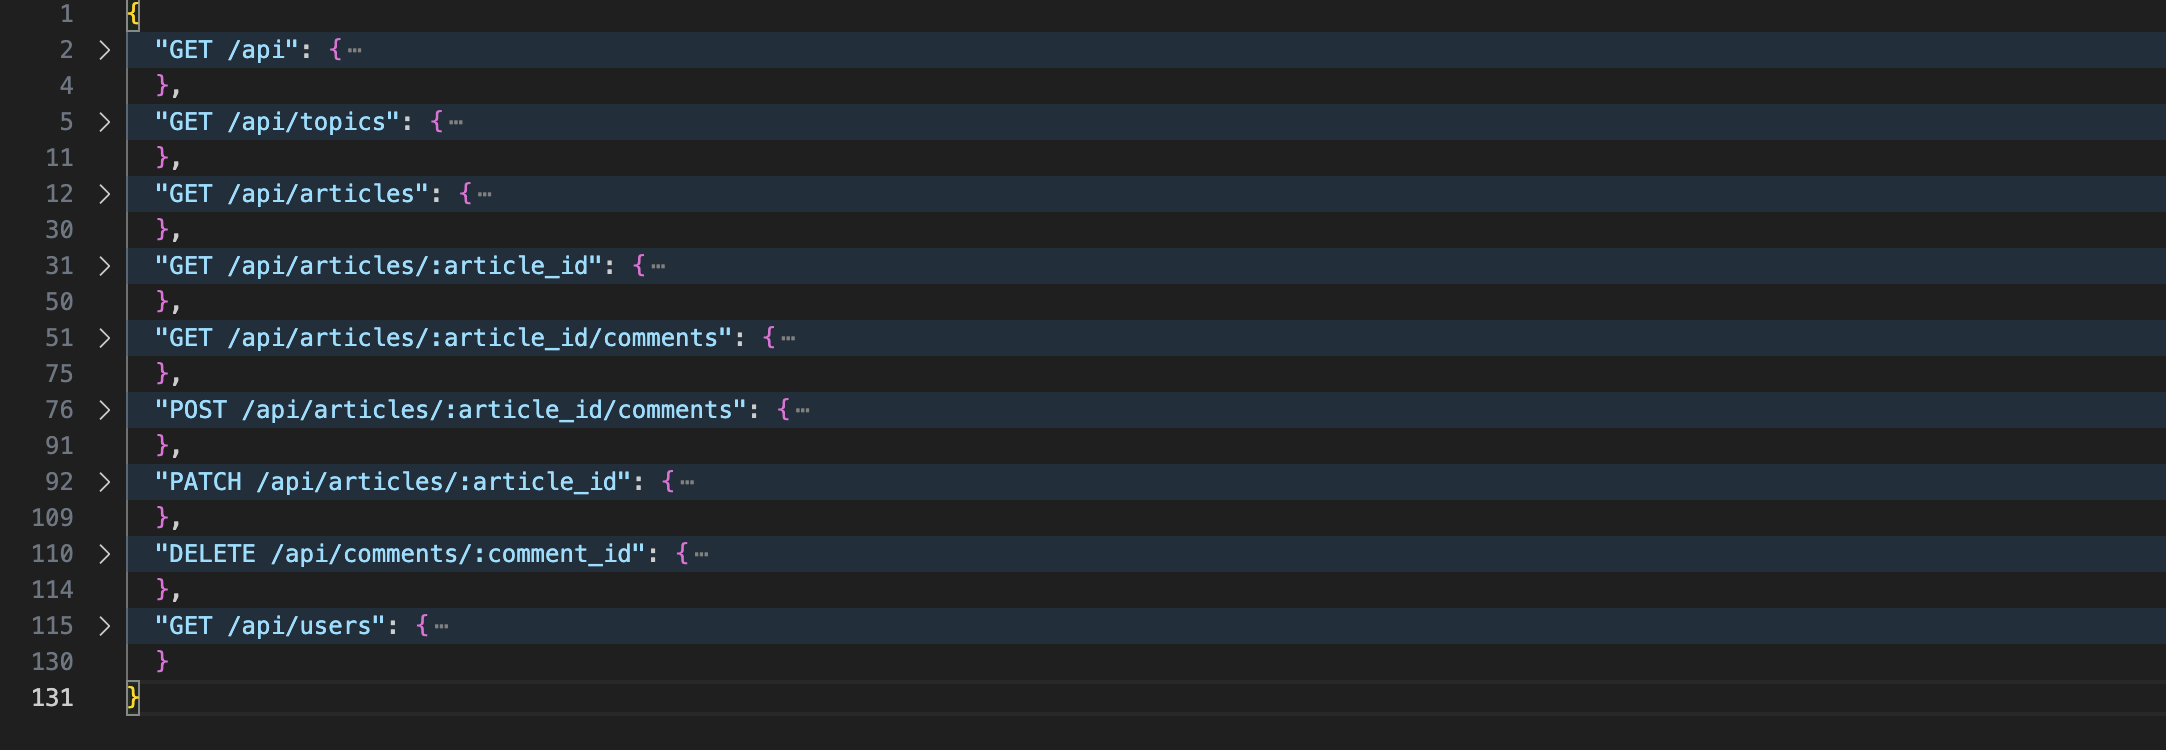 1 {
2 > "GET /api": { ⋯
4 },
5 > "GET /api/topics": { ⋯
11 },
12 > "GET /api/articles": { ⋯
30 },
31 > "GET /api/articles/:article_id": { ⋯
50 },
51 > "GET /api/articles/:article_id/comments": { ⋯
75 },
76 > "POST /api/articles/:article_id/comments": { ⋯
91 },
92 > "PATCH /api/articles/:article_id": { ⋯
109 },
110 > "DELETE /api/comments/:comment_id": { ⋯
114 },
115 > "GET /api/users": { ⋯
130 }
131 }